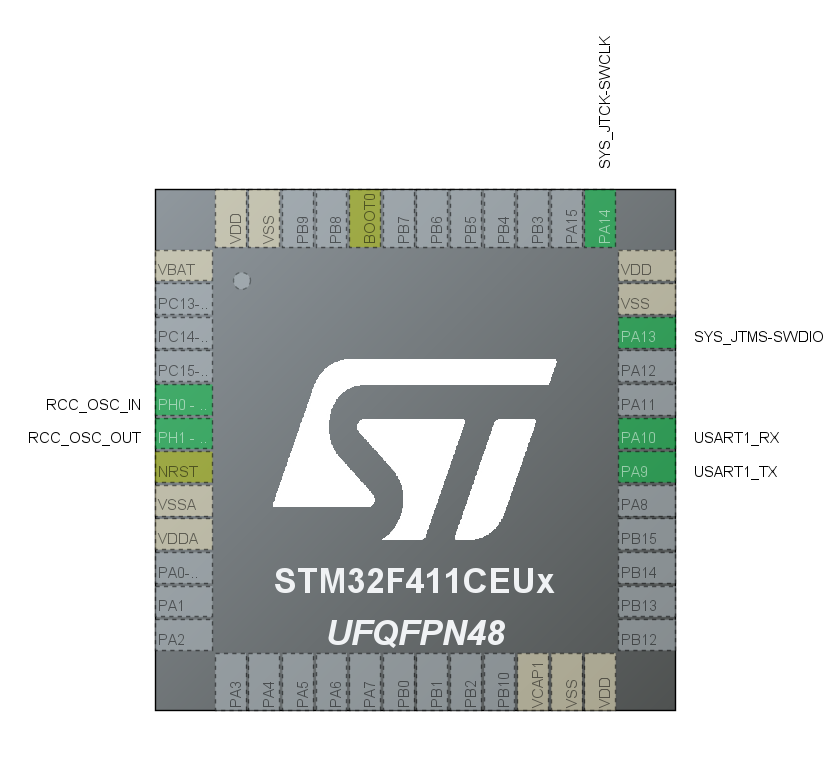 SYS_JTCK-SWCLK
VDD
VSS
PB9
PB8
BOOT0
PB7
PB6
PB5
PB4
PB3
PA15
PA14
VBAT
PC13-..
PC14-..
PC15-..
RCC_OSC_IN PH0 - ..
RCC_OSC_OUT PH1 - ..
NRST
VSSA
VDDA
PA0-..
PA1
PA2
VDD
VSS
PA13 SYS_JTMS-SWDIO
PA12
PA11
PA10 USART1_RX
PA9 USART1_TX
PA8
PB15
PB14
PB13
PB12
ST
STM32F411CEUx
UFQFPN48
PA3
PA4
PA5
PA6
PA7
PB0
PB1
PB2
PB10
VCAP1
VSS
VDD